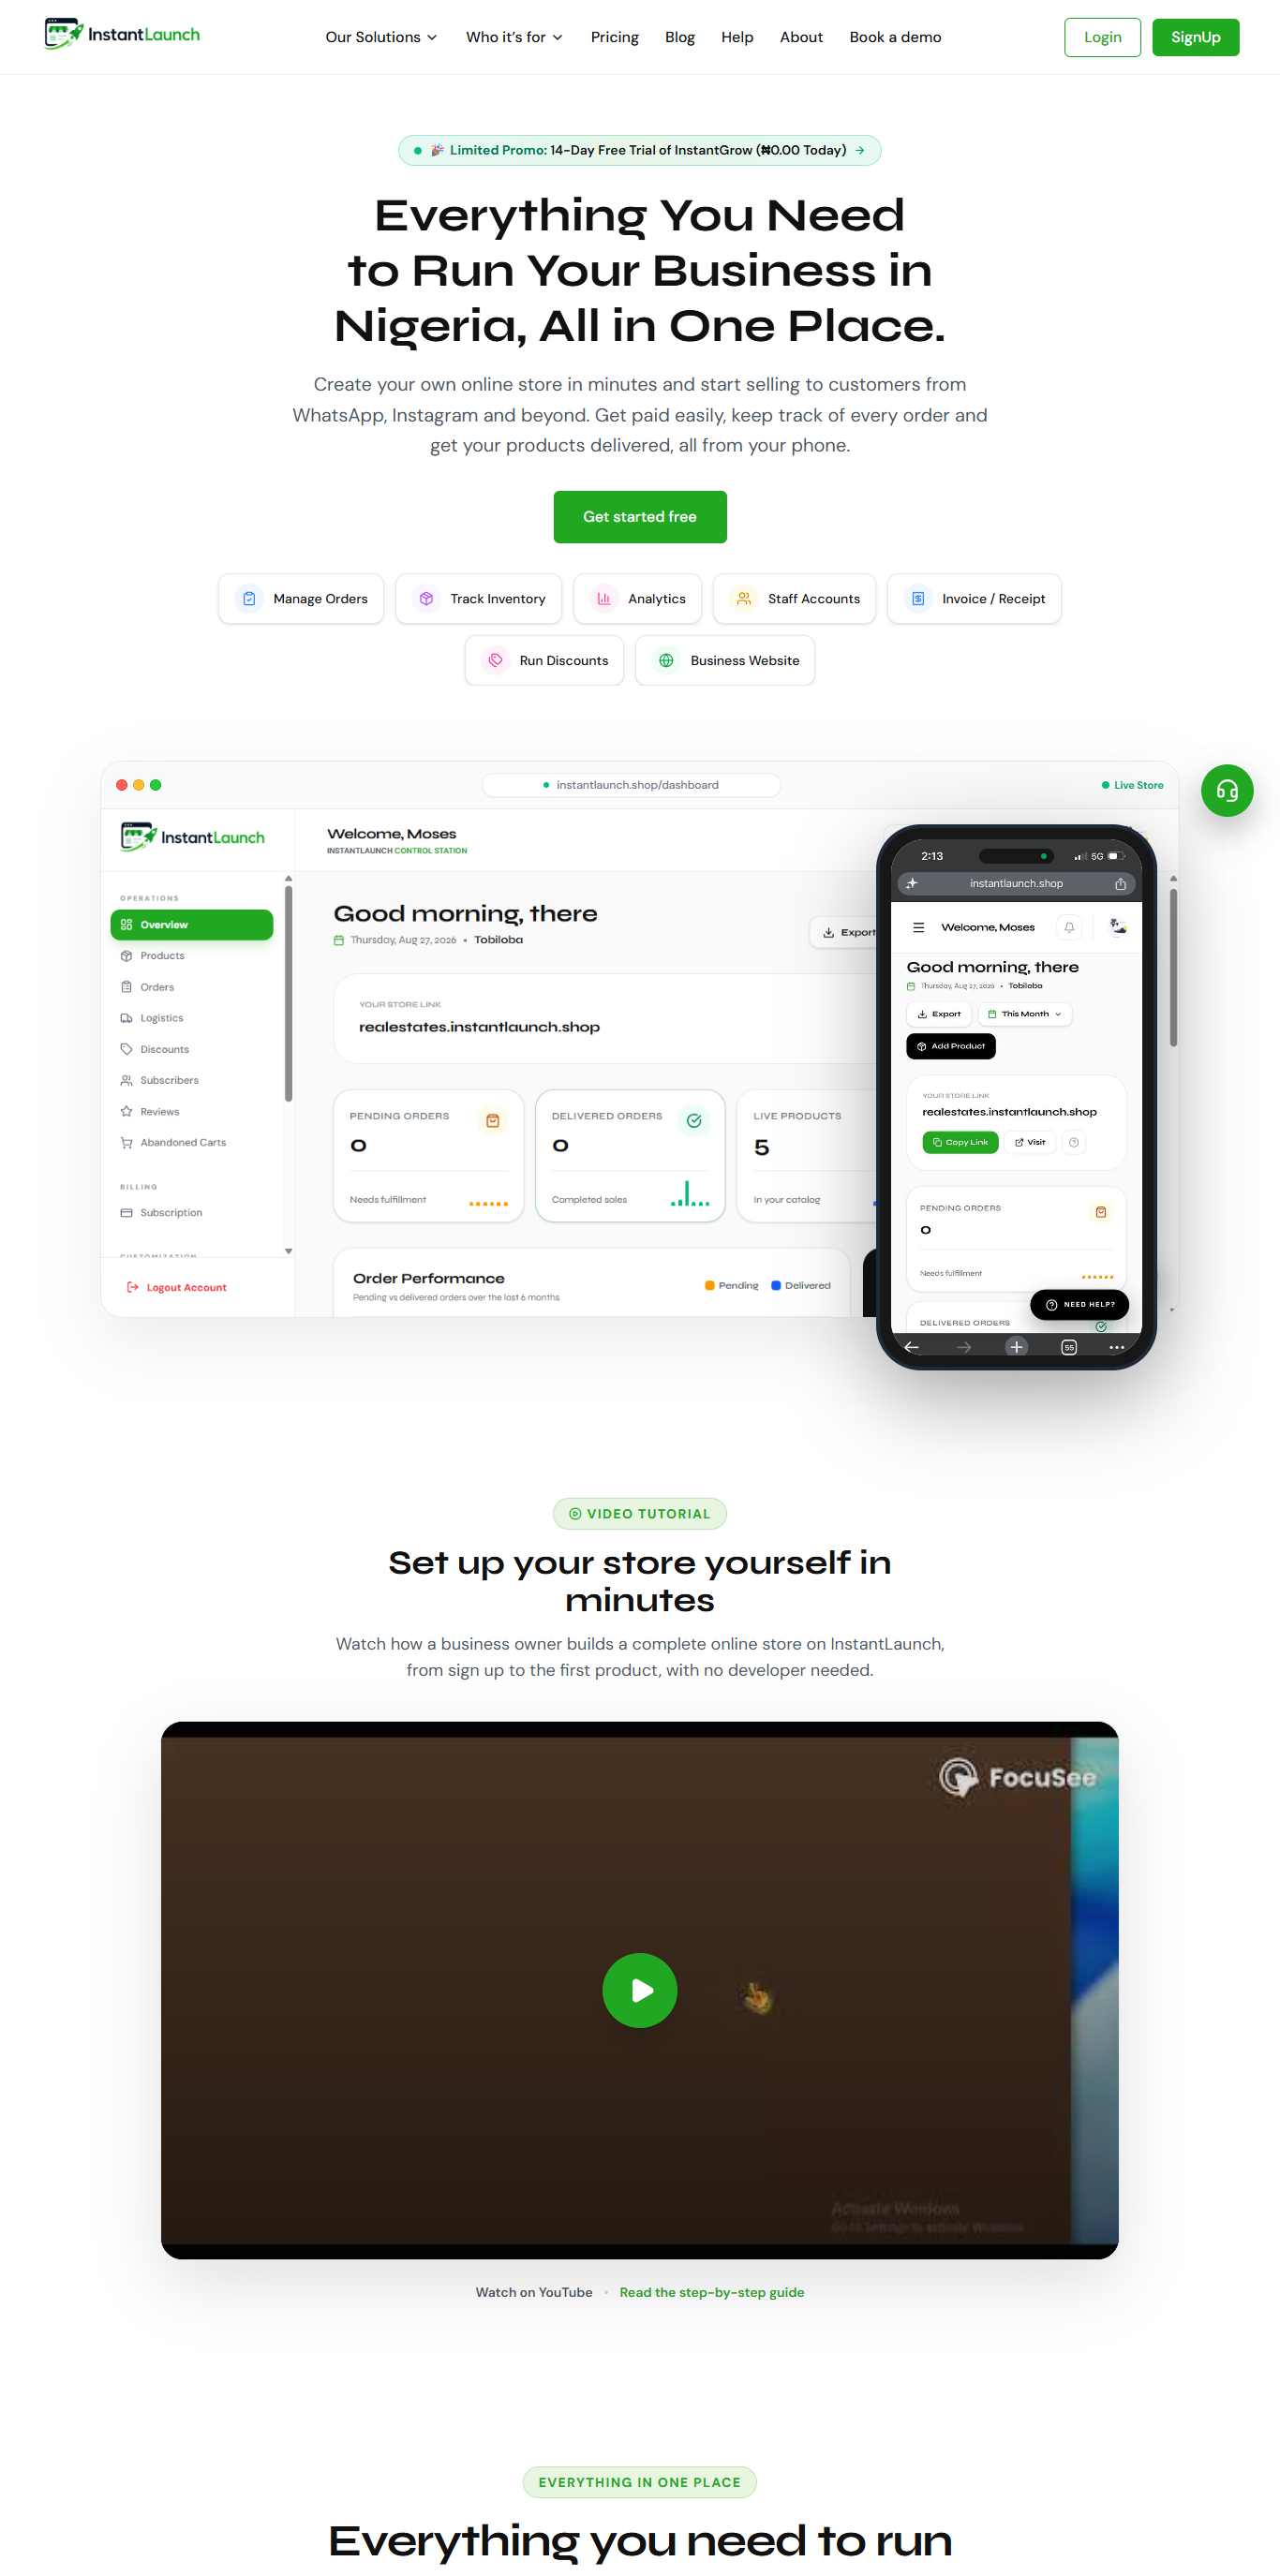 InstantLaunch
Our Solutions
Who it's for
Pricing
Blog
Help
About
Book a demo
Login
SignUp
Limited Promo: 14-Day Free Trial of InstantGrow (₦0.00 Today)
Everything You Need
to Run Your Business in
Nigeria, All in One Place.
Create your own online store in minutes and start selling to customers from
WhatsApp, Instagram and beyond. Get paid easily, keep track of every order and
get your products delivered, all from your phone.
Get started free
Manage Orders
Track Inventory
Analytics
Staff Accounts
Invoice / Receipt
Run Discounts
Business Website
instantlaunch.shop/dashboard
Live Store
InstantLaunch
Welcome, Moses
INSTANTLAUNCH CONTROL STATION
OPERATIONS
Overview
Products
Orders
Logistics
Discounts
Subscribers
Reviews
Abandoned Carts
BILLING
Subscription
CUSTOMIZATION
Logout Account
Good morning, there
Thursday, Aug 27, 2026 • Tobiloba
Export
YOUR STORE LINK
realestates.instantlaunch.shop
PENDING ORDERS
0
Needs fulfillment
DELIVERED ORDERS
0
Completed sales
LIVE PRODUCTS
5
In your catalog
Order Performance
Pending vs delivered orders over the last 6 months
Pending
Delivered
2:13
5G
instantlaunch.shop
Welcome, Moses
Good morning, there
Thursday, Aug 27, 2026 • Tobiloba
Export
This Month
Add Product
YOUR STORE LINK
realestates.instantlaunch.shop
Copy Link
Visit
PENDING ORDERS
0
Needs fulfillment
NEED HELP?
DELIVERED ORDERS
55
VIDEO TUTORIAL
Set up your store yourself in
minutes
Watch how a business owner builds a complete online store on InstantLaunch,
from sign up to the first product, with no developer needed.
FocuSee
Activate Windows
Go to Settings to activate Windows
Watch on YouTube • Read the step-by-step guide
EVERYTHING IN ONE PLACE
Everything you need to run